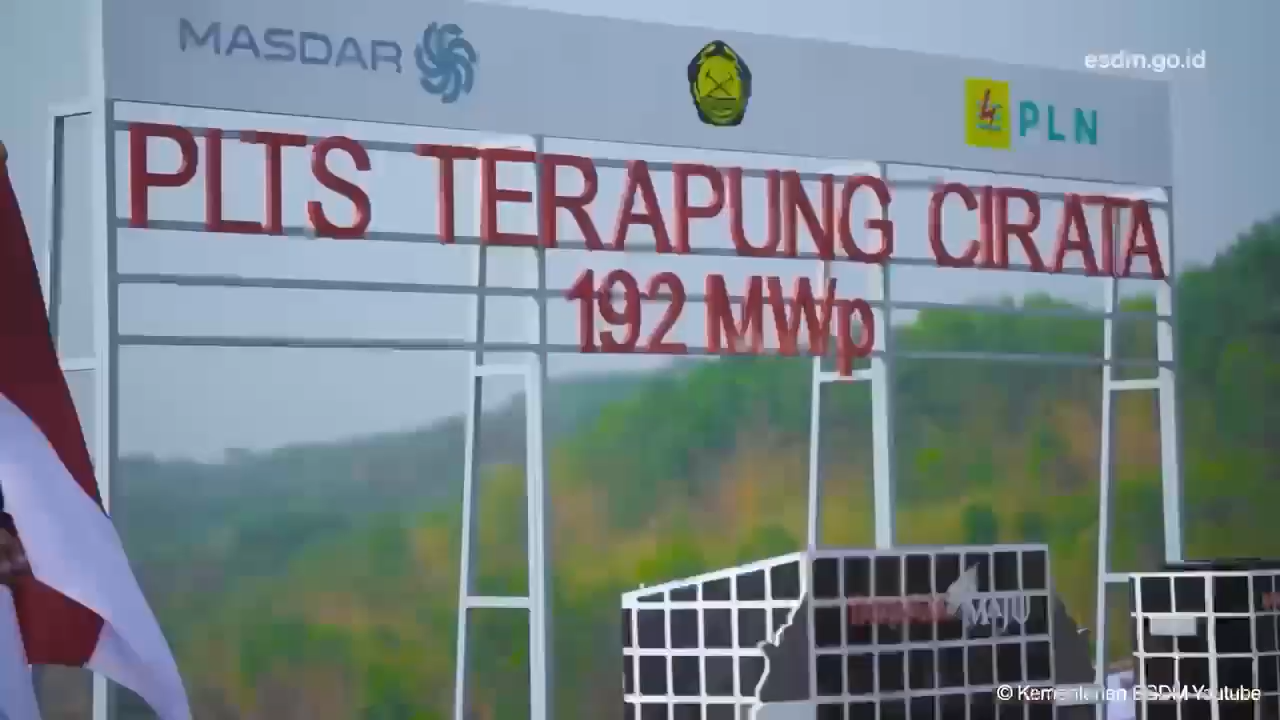 MASDAR
esdm.go.id
PLN
PLTS TERAPUNG CIRATA
192 MWp
MAJU
© Kementerian ESDM Youtube